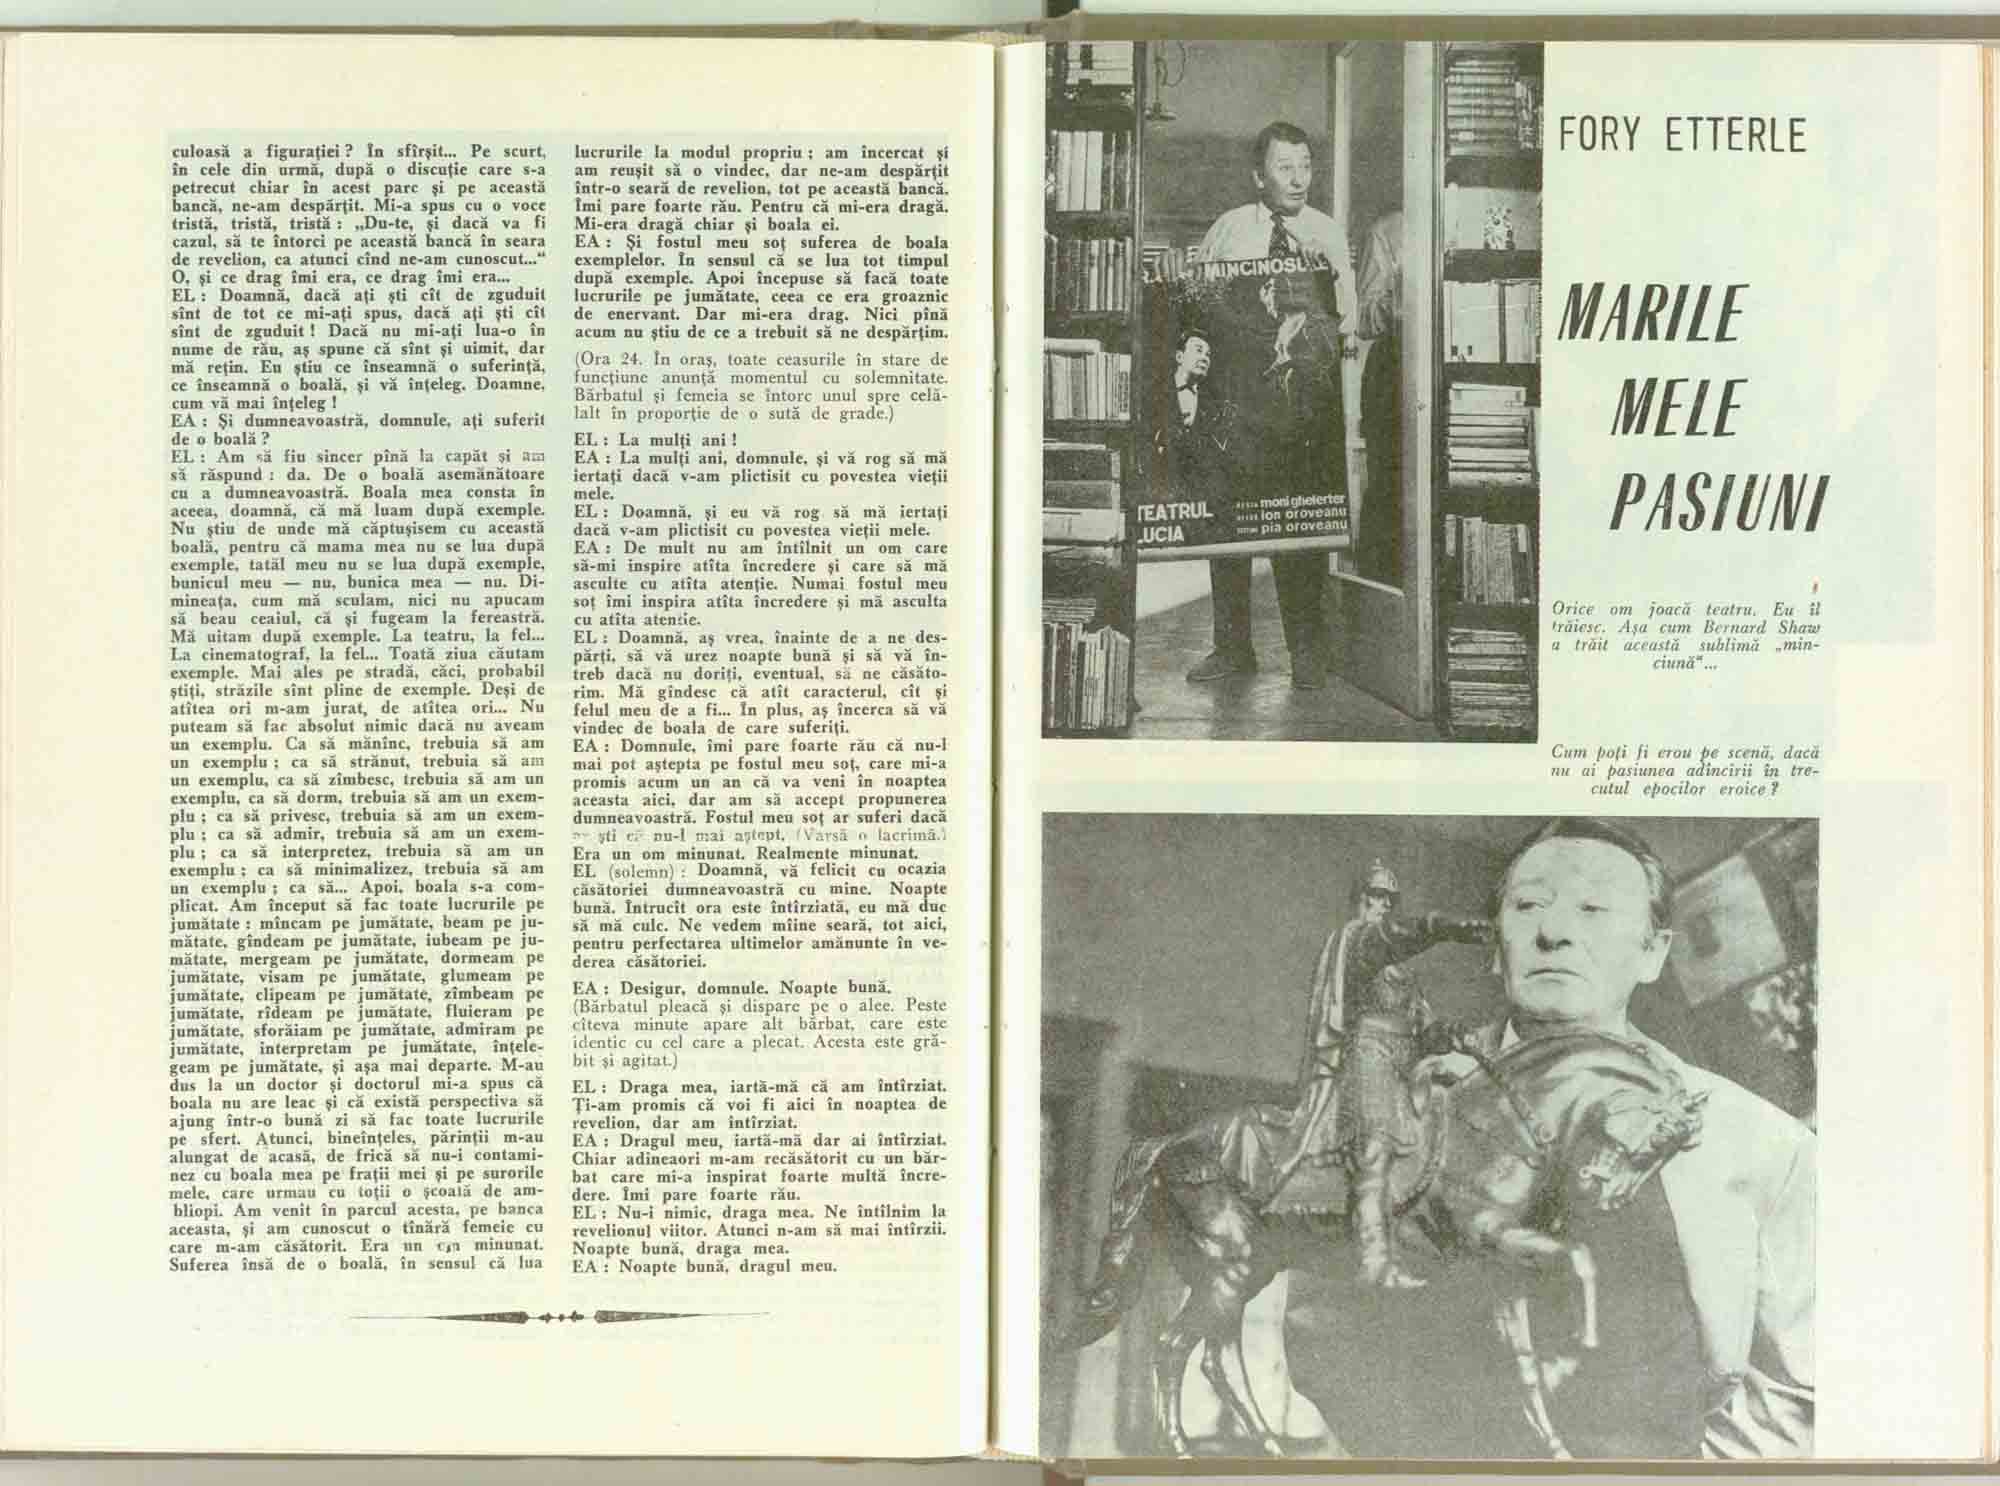 culoasă a figurației? În sfîrșit... Pe scurt,
în cele din urmă, după o discuție care s-a
petrecut chiar în acest parc și pe această
bancă, ne-am despărțit. Mi-a spus cu o voce
tristă, tristă, tristă : „Du-te, și dacă va fi
cazul, să te întorci pe această bancă în seara
de revelion, ca atunci cînd ne-am cunoscut...“
O, și ce drag îmi era, ce drag îmi era...
EL : Doamnă, dacă ați ști cît de zguduit
sînt de tot ce mi-ați spus, dacă ați ști cît
sînt de zguduit ! Dacă nu mi-ați lua-o în
nume de rău, aș spune că sînt și uimit, dar
mă rețin. Eu știu ce înseamnă o suferință,
ce înseamnă o boală, și vă înțeleg. Doamne,
cum vă mai înțeleg !
EA : Și dumneavoastră, domnule, ați suferit
de o boală ?
EL : Am să fiu sincer pînă la capăt și am
să răspund : da. De o boală asemănătoare
cu a dumneavoastră. Boala mea consta în
aceea, doamnă, că mă luam după exemple.
Nu știu de unde mă căptușisem cu această
boală, pentru că mama mea nu se lua după
exemple, tatăl meu nu se lua după exemple,
bunicul meu — nu, bunica mea — nu. Di-
mineața, cum mă sculam, nici nu apucam
să beau ceaiul, că și fugeam la fereastră.
Mă uitam după exemple. La teatru, la fel...
La cinematograf, la fel... Toată ziua căutam
exemple. Mai ales pe stradă, căci, probabil
știți, străzile sînt pline de exemple. Deși de
atîtea ori m-am jurat, de atîtea ori... Nu
puteam să fac absolut nimic dacă nu aveam
un exemplu. Ca să mănînc, trebuia să am
un exemplu ; ca să strănut, trebuia să am
un exemplu, ca să zîmbesc, trebuia să am un
exemplu, ca să dorm, trebuia să am un exem-
plu ; ca să privesc, trebuia să am un exem-
plu ; ca să admir, trebuia să am un exem-
plu ; ca să interpretez, trebuia să am un
exemplu ; ca să minimalizez, trebuia să am
un exemplu ; ca să... Apoi, boala s-a com-
plicat. Am început să fac toate lucrurile pe
jumătate : mîncam pe jumătate, beam pe ju-
mătate, gîndeam pe jumătate, iubeam pe ju-
mătate, mergeam pe jumătate, dormeam pe
jumătate, visam pe jumătate, glumeam pe
jumătate, clipeam pe jumătate, zîmbeam pe
jumătate, rîdeam pe jumătate, fluieram pe
jumătate, sforăiam pe jumătate, admiram pe
jumătate, interpretam pe jumătate, înțele-
geam pe jumătate, și așa mai departe. M-au
dus la un doctor și doctorul mi-a spus că
boala nu are leac și că există perspectiva să
ajung într-o bună zi să fac toate lucrurile
pe sfert. Atunci, bineînțeles, părinții m-au
alungat de acasă, de frică să nu-i contami-
nez cu boala mea pe frații mei și pe surorile
mele, care urmau cu toții o școală de am-
bliopi. Am venit în parcul acesta, pe banca
aceasta, și am cunoscut o tînără femeie cu
care m-am căsătorit. Era un om minunat.
Suferea însă de o boală, în sensul că lua
lucrurile la modul propriu ; am încercat și
am reușit să o vindec, dar ne-am despărțit
într-o seară de revelion, tot pe această bancă.
Îmi pare foarte rău. Pentru că mi-era dragă.
Mi-era dragă chiar și boala ei.
EA : Și fostul meu soț suferea de boala
exemplelor. În sensul că se lua tot timpul
după exemple. Apoi începuse să facă toate
lucrurile pe jumătate, ceea ce era groaznic
de enervant. Dar mi-era drag. Nici pînă
acum nu știu de ce a trebuit să ne despărțim.
(Ora 24. În oraș, toate ceasurile în stare de
funcțiune anunță momentul cu solemnitate.
Bărbatul și femeia se întorc unul spre celă-
lalt în proporție de o sută de grade.)
EL : La mulți ani !
EA : La mulți ani, domnule, și vă rog să mă
iertați dacă v-am plictisit cu povestea vieții
mele.
EL : Doamnă, și eu vă rog să mă iertați
dacă v-am plictisit cu povestea vieții mele.
EA : De mult nu am întîlnit un om care
să-mi inspire atîta încredere și care să mă
asculte cu atîta atenție. Numai fostul meu
soț îmi inspira atîta încredere și mă asculta
cu atîta atenție.
EL : Doamnă, aș vrea, înainte de a ne des-
părți, să vă urez noapte bună și să vă în-
treb dacă nu doriți, eventual, să ne căsăto-
rim. Mă gîndesc că atît caracterul, cît și
felul meu de a fi... În plus, aș încerca să vă
vindec de boala de care suferiți.
EA : Domnule, îmi pare foarte rău că nu-l
mai pot aștepta pe fostul meu soț, care mi-a
promis acum un an că va veni în noaptea
aceasta aici, dar am să accept propunerea
dumneavoastră. Fostul meu soț ar suferi dacă
ști că nu-l mai aștept. (Varsă o lacrimă.)
Era un om minunat. Realmente minunat.
EL (solemn) : Doamnă, vă felicit cu ocazia
căsătoriei dumneavoastră cu mine. Noapte
bună. Întrucît ora este întîrziată, eu mă duc
să mă culc. Ne vedem mîine seară, tot aici,
pentru perfectarea ultimelor amănunte în ve-
derea căsătoriei.
EA : Desigur, domnule. Noapte bună.
(Bărbatul pleacă și dispare pe o alee. Peste
cîteva minute apare alt bărbat, care este
identic cu cel care a plecat. Acesta este gră-
bit și agitat.)
EL : Draga mea, iartă-mă că am întîrziat.
Ți-am promis că voi fi aici în noaptea de
revelion, dar am întîrziat.
EA : Dragul meu, iartă-mă dar ai întîrziat.
Chiar adineaori m-am recăsătorit cu un băr-
bat care mi-a inspirat foarte multă încre-
dere. Îmi pare foarte rău.
EL : Nu-i nimic, draga mea. Ne întîlnim la
revelionul viitor. Atunci n-am să mai întîrzii.
Noapte bună, draga mea.
EA : Noapte bună, dragul meu.
FORY ETTERLE
MARILE
MELE
PASIUNI
MINCINOSUL
TEATRUL
LUCIA
moni ghelerter
ion oroveanu
pia oroveanu
Orice om joacă teatru. Eu îl
trăiesc. Așa cum Bernard Shaw
a trăit această sublimă „min-
ciună“...
Cum poți fi erou pe scenă, dacă
nu ai pasiunea adîncirii în tre-
cutul epocilor eroice ?